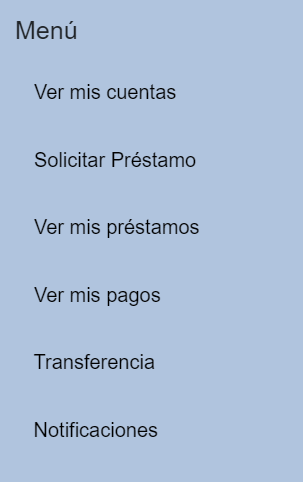 Menú
Ver mis cuentas
Solicitar Préstamo
Ver mis préstamos
Ver mis pagos
Transferencia
Notificaciones